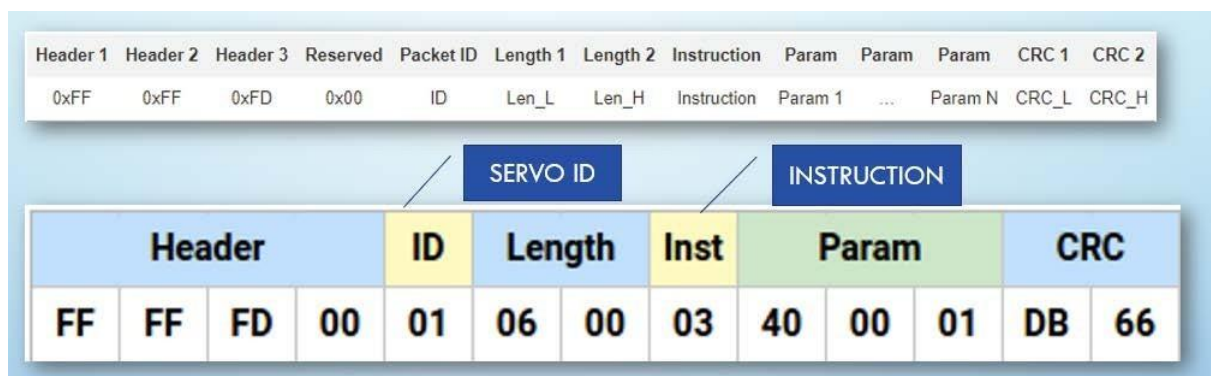 Header 1 Header 2 Header 3 Reserved Packet ID Length 1 Length 2 Instruction Param Param Param CRC 1 CRC 2
0xFF 0xFF 0xFD 0x00 ID Len_L Len_H Instruction Param 1 ... Param N CRC_L CRC_H
SERVO ID INSTRUCTION
Header ID Length Inst Param CRC
FF FF FD 00 01 06 00 03 40 00 01 DB 66